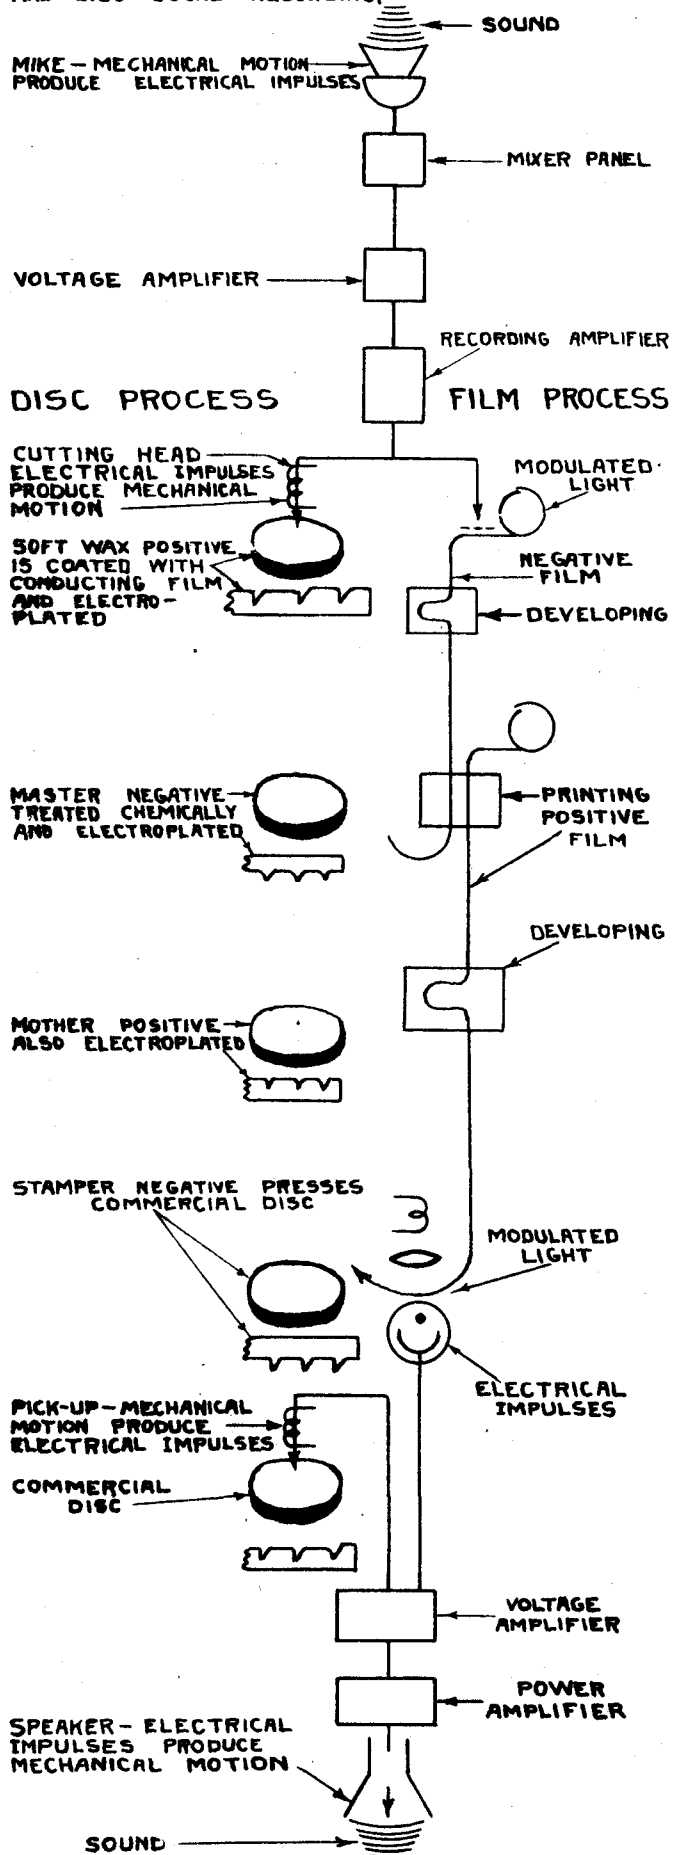 SOUND
MIKE - MECHANICAL MOTION
PRODUCE ELECTRICAL IMPULSES
MIXER PANEL
VOLTAGE AMPLIFIER
RECORDING AMPLIFIER
DISC PROCESS
FILM PROCESS
CUTTING HEAD
ELECTRICAL IMPULSES
PRODUCE MECHANICAL
MOTION
MODULATED
LIGHT
SOFT WAX POSITIVE
IS COATED WITH
CONDUCTING FILM
AND ELECTRO-
PLATED
NEGATIVE
FILM
DEVELOPING
MASTER NEGATIVE
TREATED CHEMICALLY
AND ELECTROPLATED
PRINTING
POSITIVE
FILM
DEVELOPING
MOTHER POSITIVE
ALSO ELECTROPLATED
STAMPER NEGATIVE PRESSES
COMMERCIAL DISC
MODULATED
LIGHT
ELECTRICAL
IMPULSES
PICK-UP - MECHANICAL
MOTION PRODUCE
ELECTRICAL IMPULSES
COMMERCIAL
DISC
VOLTAGE
AMPLIFIER
POWER
AMPLIFIER
SPEAKER - ELECTRICAL
IMPULSES PRODUCE
MECHANICAL MOTION
SOUND